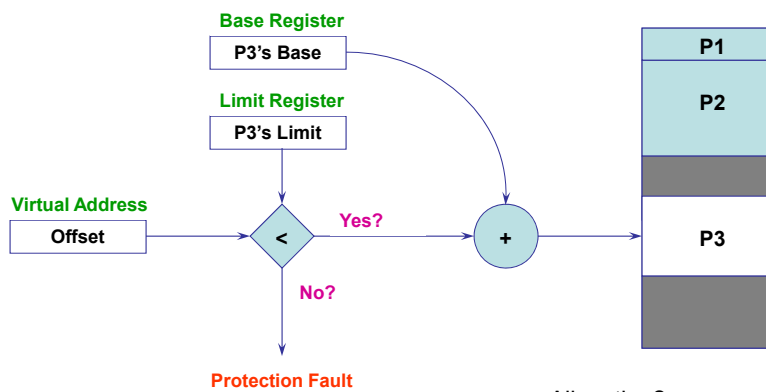 Base Register
P3's Base
Limit Register
P3's Limit
Virtual Address
Offset
<
Yes?
+
No?
Protection Fault
P1
P2
P3